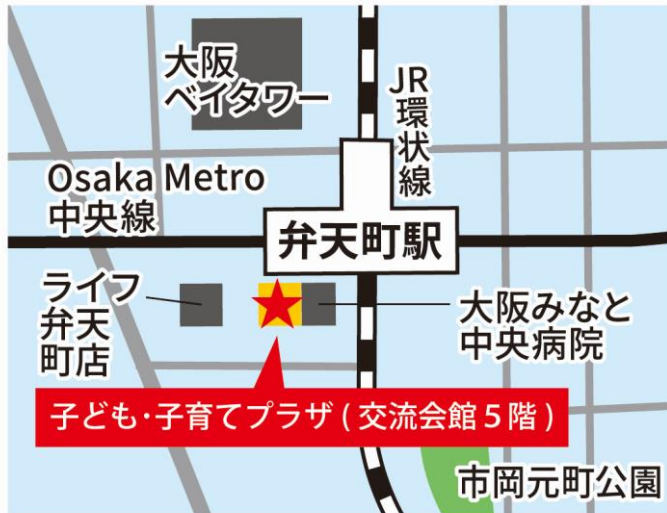 大阪
ベイタワー
JR環状線
Osaka Metro
中央線
弁天町駅
ライフ
弁天
町店
大阪みなと
中央病院
子ども・子育てプラザ ( 交流会館 5 階 )
市岡元町公園